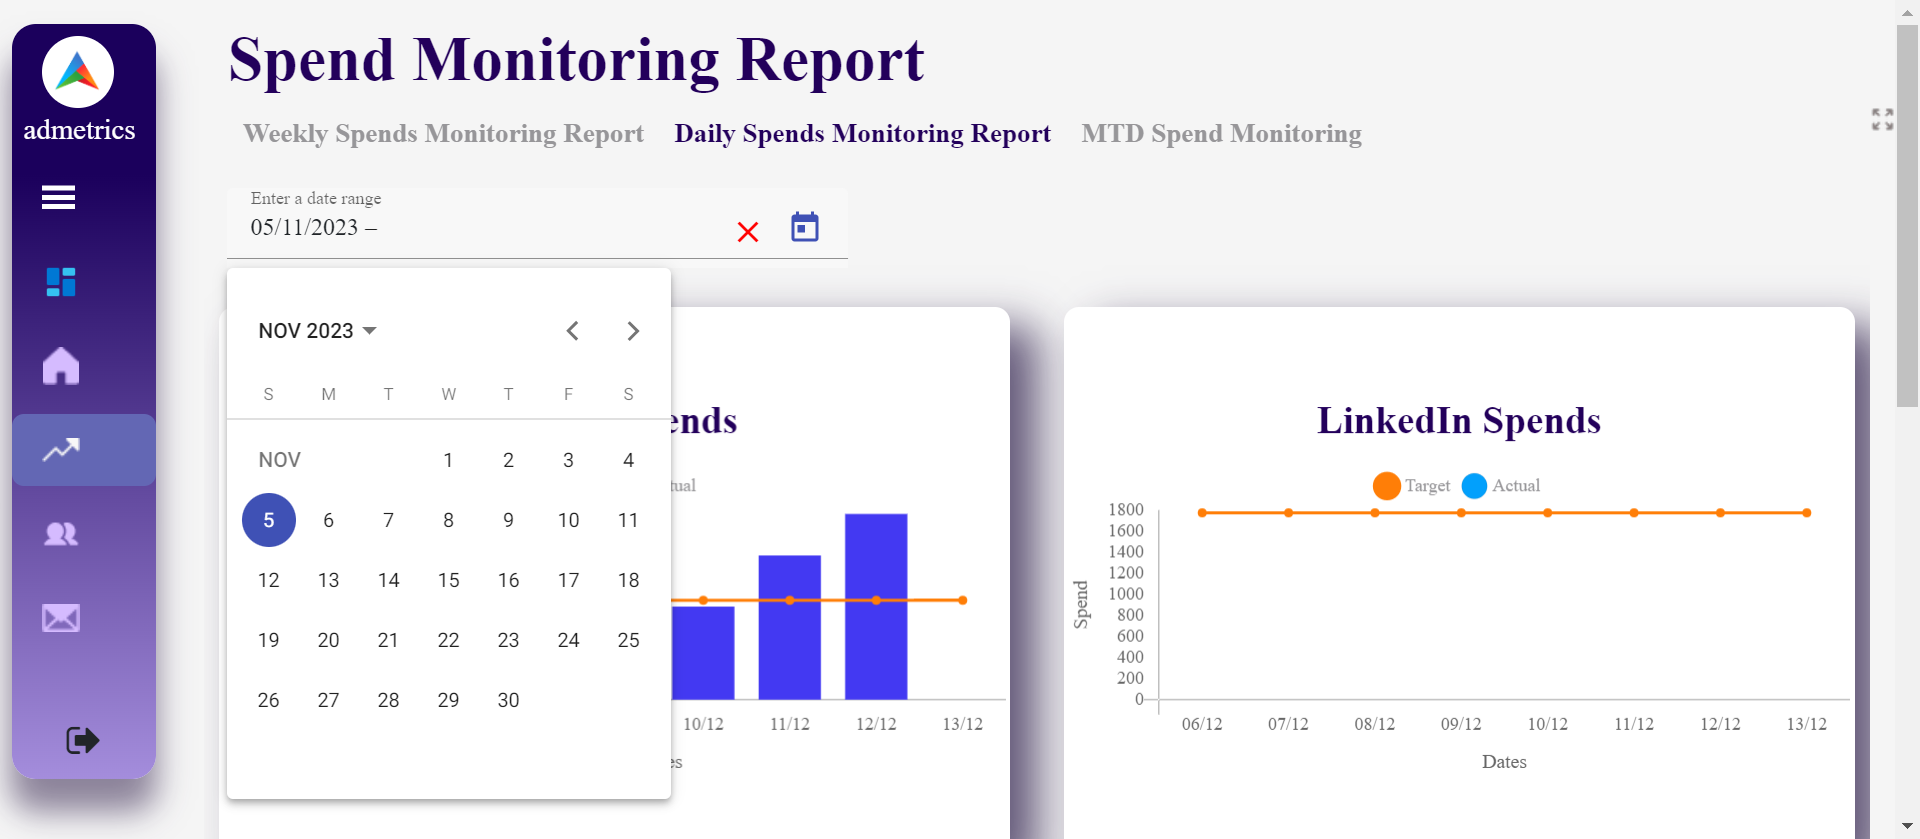 admetrics
Spend Monitoring Report
Weekly Spends Monitoring Report Daily Spends Monitoring Report MTD Spend Monitoring
Enter a date range
05/11/2023 –
NOV 2023
S M T W T F S
NOV 1 2 3 4
5 6 7 8 9 10 11
12 13 14 15 16 17 18
19 20 21 22 23 24 25
26 27 28 29 30
10/12 11/12 12/12 13/12
LinkedIn Spends
Target Actual
Spend
1800
1600
1400
1200
1000
800
600
400
200
0
06/12 07/12 08/12 09/12 10/12 11/12 12/12 13/12
Dates